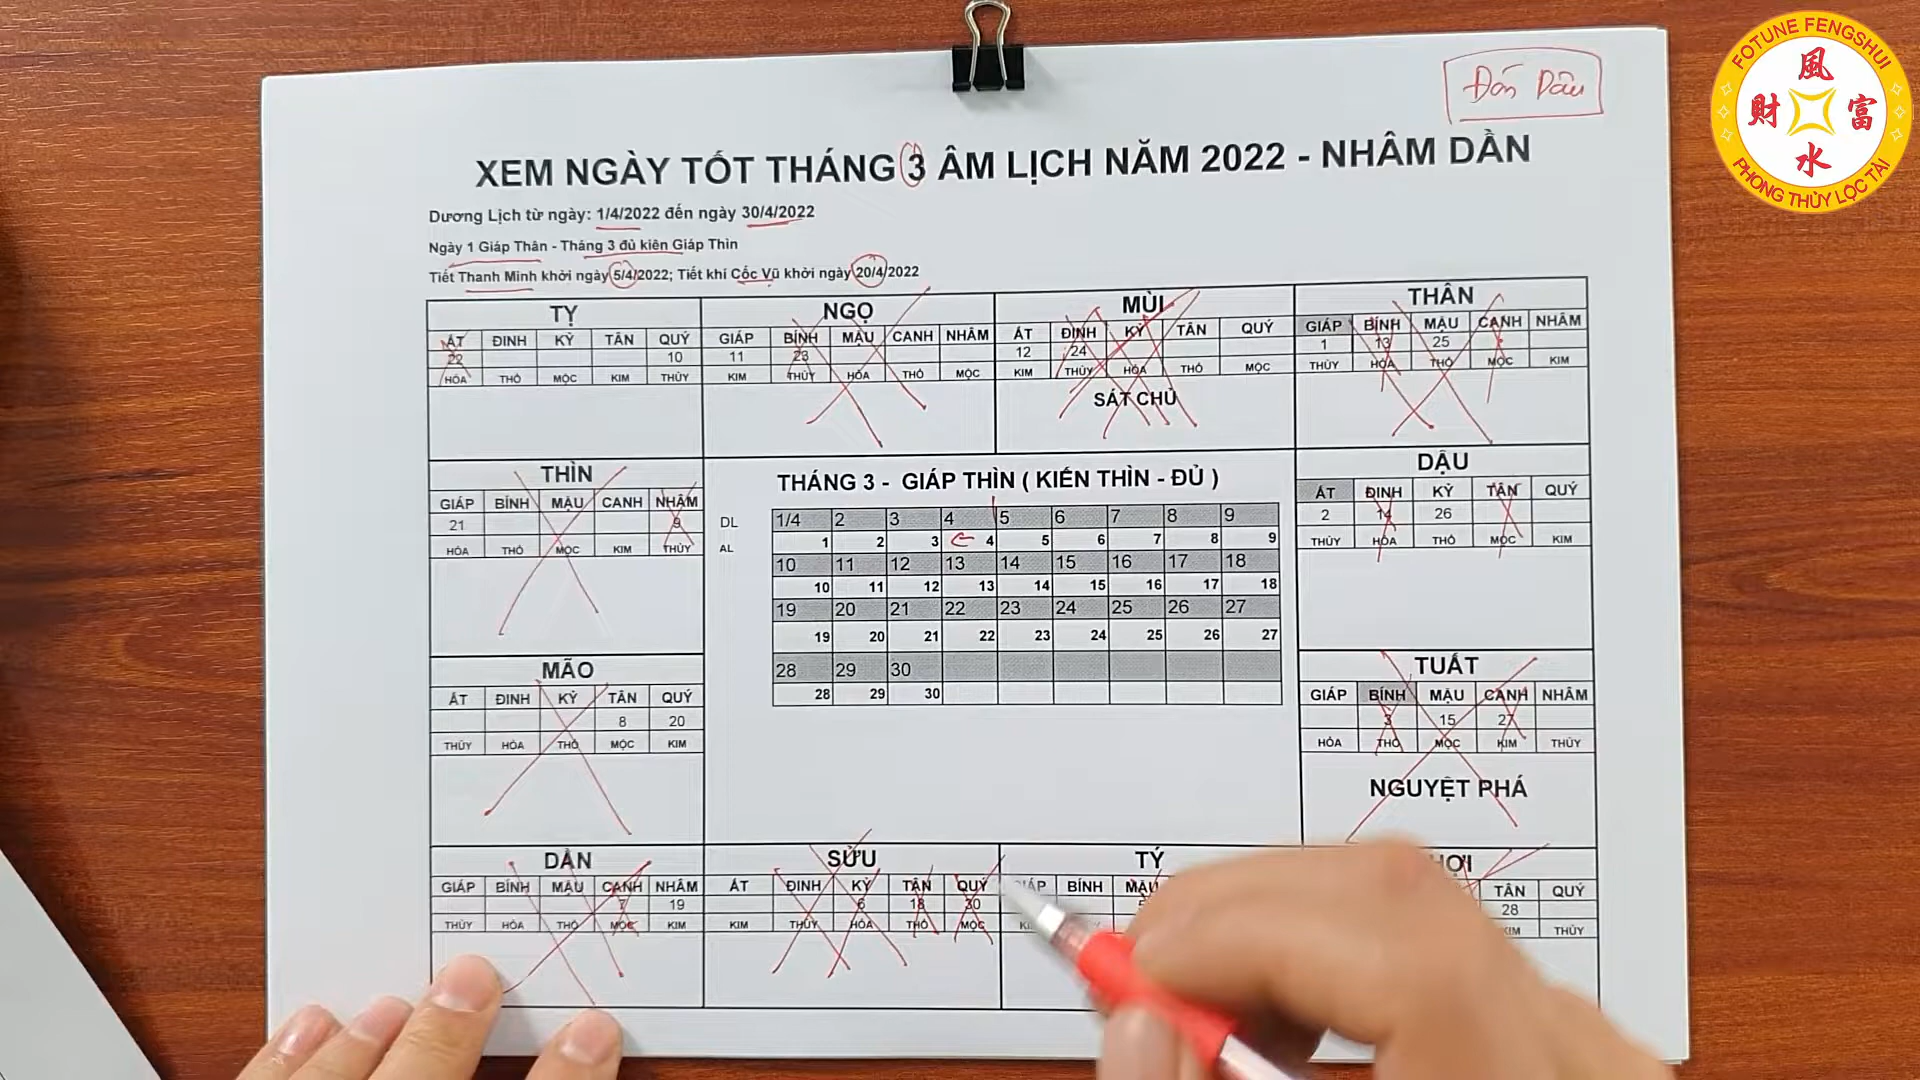 FOTUNE FENGSHUI
風
財
富
水
PHONG THỦY LỘC TÀI
Đón Dâu
XEM NGÀY TỐT THÁNG 3 ÂM LỊCH NĂM 2022 - NHÂM DẦN
Dương Lịch từ ngày: 1/4/2022 đến ngày 30/4/2022
Ngày 1 Giáp Thân - Tháng 3 đủ kiên Giáp Thìn
Tiết Thanh Minh khởi ngày 5/4/2022; Tiết khí Cốc Vũ khởi ngày 20/4/2022
TỴ
ẤT ĐINH KỶ TÂN QUÝ
22 10
HỎA THỔ MỘC KIM THỦY
NGỌ
GIÁP BÍNH MẬU CANH NHÂM
11 23
KIM THỦY HỎA THỔ MỘC
MÙI
ẤT ĐINH KỶ TÂN QUÝ
12 24
KIM THỦY HỎA THỔ MỘC
SÁT CHỦ
THÂN
GIÁP BÍNH MẬU CANH NHÂM
1 13 25
THỦY HỎA THỔ MỘC KIM
THÌN
GIÁP BÍNH MẬU CANH NHÂM
21 9
HỎA THỔ MỘC KIM THỦY
THÁNG 3 - GIÁP THÌN ( KIẾN THÌN - ĐỦ )
DL 1/4 2 3 4 5 6 7 8 9
AL 1 2 3 4 5 6 7 8 9
10 11 12 13 14 15 16 17 18
10 11 12 13 14 15 16 17 18
19 20 21 22 23 24 25 26 27
19 20 21 22 23 24 25 26 27
28 29 30
28 29 30
DẬU
ẤT ĐINH KỶ TÂN QUÝ
2 14 26
THỦY HỎA THỔ MỘC KIM
MÃO
ẤT ĐINH KỶ TÂN QUÝ
8 20
THỦY HỎA THỔ MỘC KIM
TUẤT
GIÁP BÍNH MẬU CANH NHÂM
3 15 27
HỎA THỔ MỘC KIM THỦY
NGUYỆT PHÁ
DẦN
GIÁP BÍNH MẬU CANH NHÂM
7 19
THỦY HỎA THỔ MỘC KIM
SỬU
ẤT ĐINH KỶ TÂN QUÝ
6 18 30
KIM THỦY HỎA THỔ MỘC
TÝ
BÍNH MẬU
HỢI
TÂN QUÝ
28
KIM THỦY